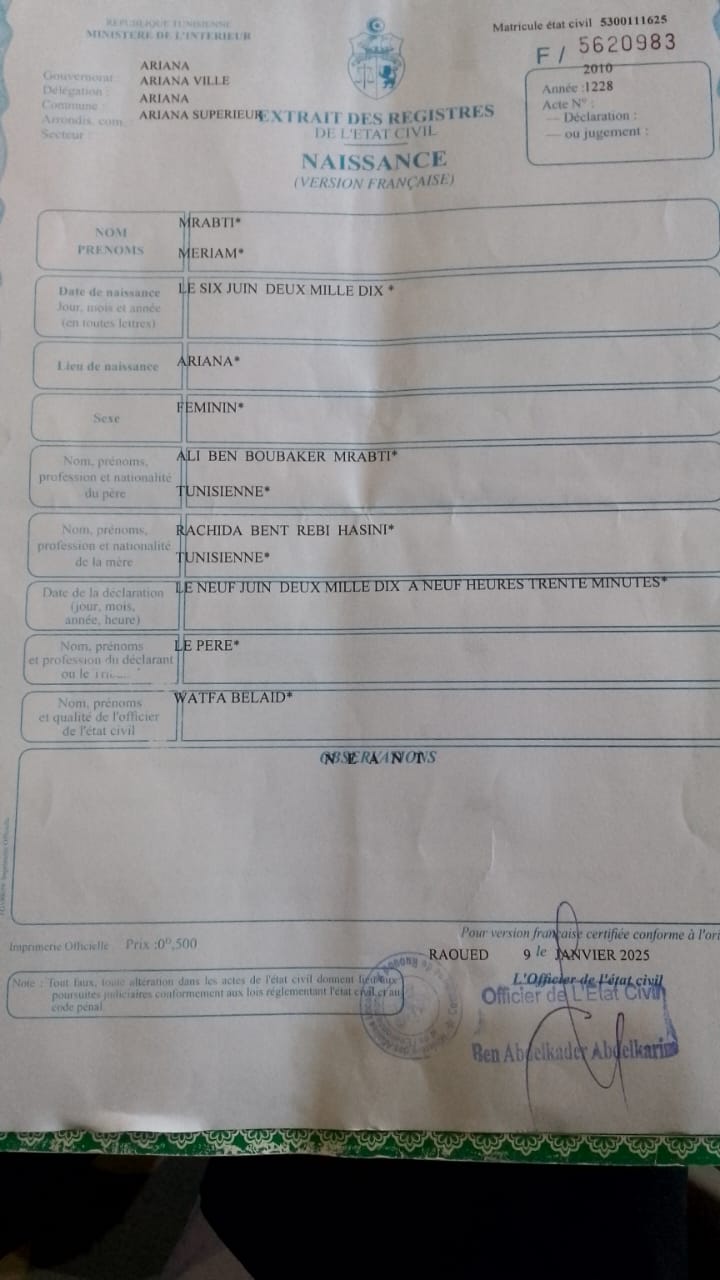 REPUBLIQUE TUNISIENNE
MINISTERE DE L'INTERIEUR
Matricule état civil 5300111625
F/ 5620983
Gouvernorat : ARIANA
Délégation : ARIANA VILLE
Commune : ARIANA
Arrondis. com. ARIANA SUPERIEUR
Secteur :
2010
Année :1228
Acte N° :
— Déclaration :
— ou jugement :
EXTRAIT DES REGISTRES
DE L'ETAT CIVIL
NAISSANCE
(VERSION FRANÇAISE)
NOM MRABTI*
PRENOMS MERIAM*
Date de naissance LE SIX JUIN DEUX MILLE DIX *
Jour, mois et année
(en toutes lettres)
Lieu de naissance ARIANA*
Sexe FEMININ*
Nom, prénoms, ALI BEN BOUBAKER MRABTI*
profession et nationalité
du père TUNISIENNE*
Nom, prénoms, RACHIDA BENT REBI HASINI*
profession et nationalité
de la mère TUNISIENNE*
Date de la déclaration LE NEUF JUIN DEUX MILLE DIX A NEUF HEURES TRENTE MINUTES*
(jour, mois,
année, heure)
Nom, prénoms LE PERE*
et profession du déclarant
ou le
Nom, prénoms WATFA BELAID*
et qualité de l'officier
de l'état civil
OBSERVATIONS
NEANT
Imprimerie Officielle Prix :0ᴰ,500
Pour version française certifiée conforme à l'ori
RAOUED 9 le JANVIER 2025
L'Officier de l'état civil
Officier de L'Etat Civil
Ben Abdelkader Abdelkarim
Note : Tout faux, toute altération dans les actes de l'état civil donnent lieu aux
poursuites judiciaires conformement aux lois réglementant l'état civil et au
code pénal.